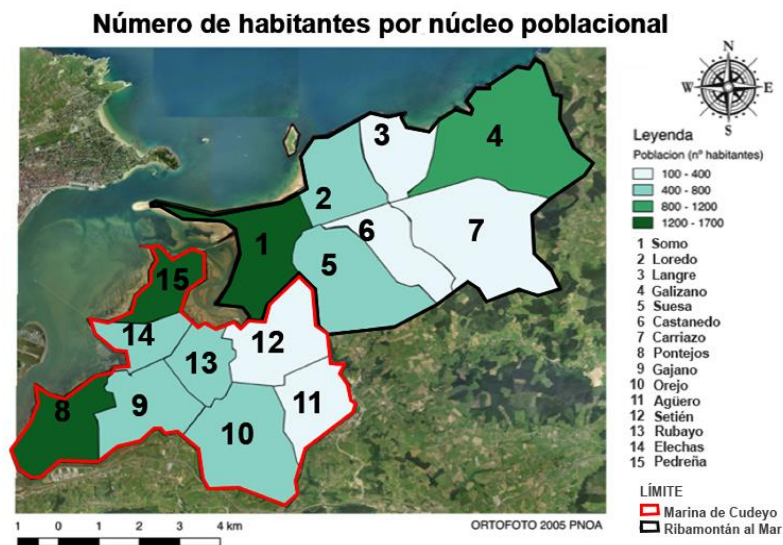 Número de habitantes por núcleo poblacional
N
W E
S
3
4
2
6
7
1
5
15
14
12
13
8
9
11
10
Leyenda
Poblacion (nº habitantes)
100 - 400
400 - 800
800 - 1200
1200 - 1700
1 Somo
2 Loredo
3 Langre
4 Galizano
5 Suesa
6 Castanedo
7 Carriazo
8 Pontejos
9 Gajano
10 Orejo
11 Agüero
12 Setién
13 Rubayo
14 Elechas
15 Pedreña
LÍMITE
Marina de Cudeyo
Ribamontán al Mar
1 0 1 2 3 4 km
ORTOFOTO 2005 PNOA